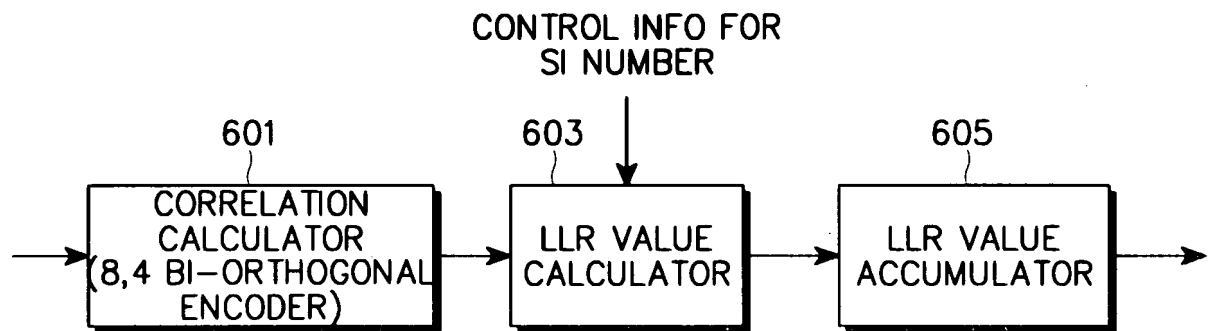 CONTROL INFO FOR
SI NUMBER
601
603
605
CORRELATION
CALCULATOR
(8,4 BI-ORTHOGONAL
ENCODER)
LLR VALUE
CALCULATOR
LLR VALUE
ACCUMULATOR